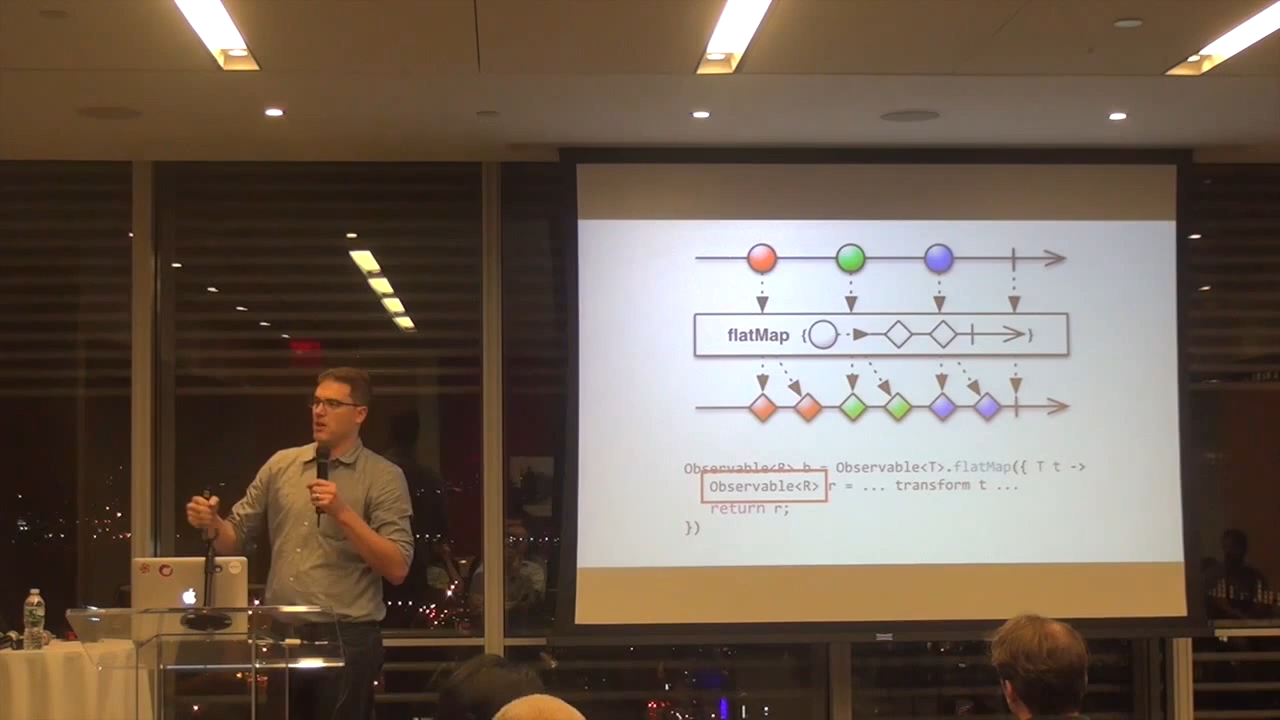 flatMap { }
Observable<R> b = Observable<T>.flatMap({ T t ->
Observable<R> r = ... transform t ...
return r;
})